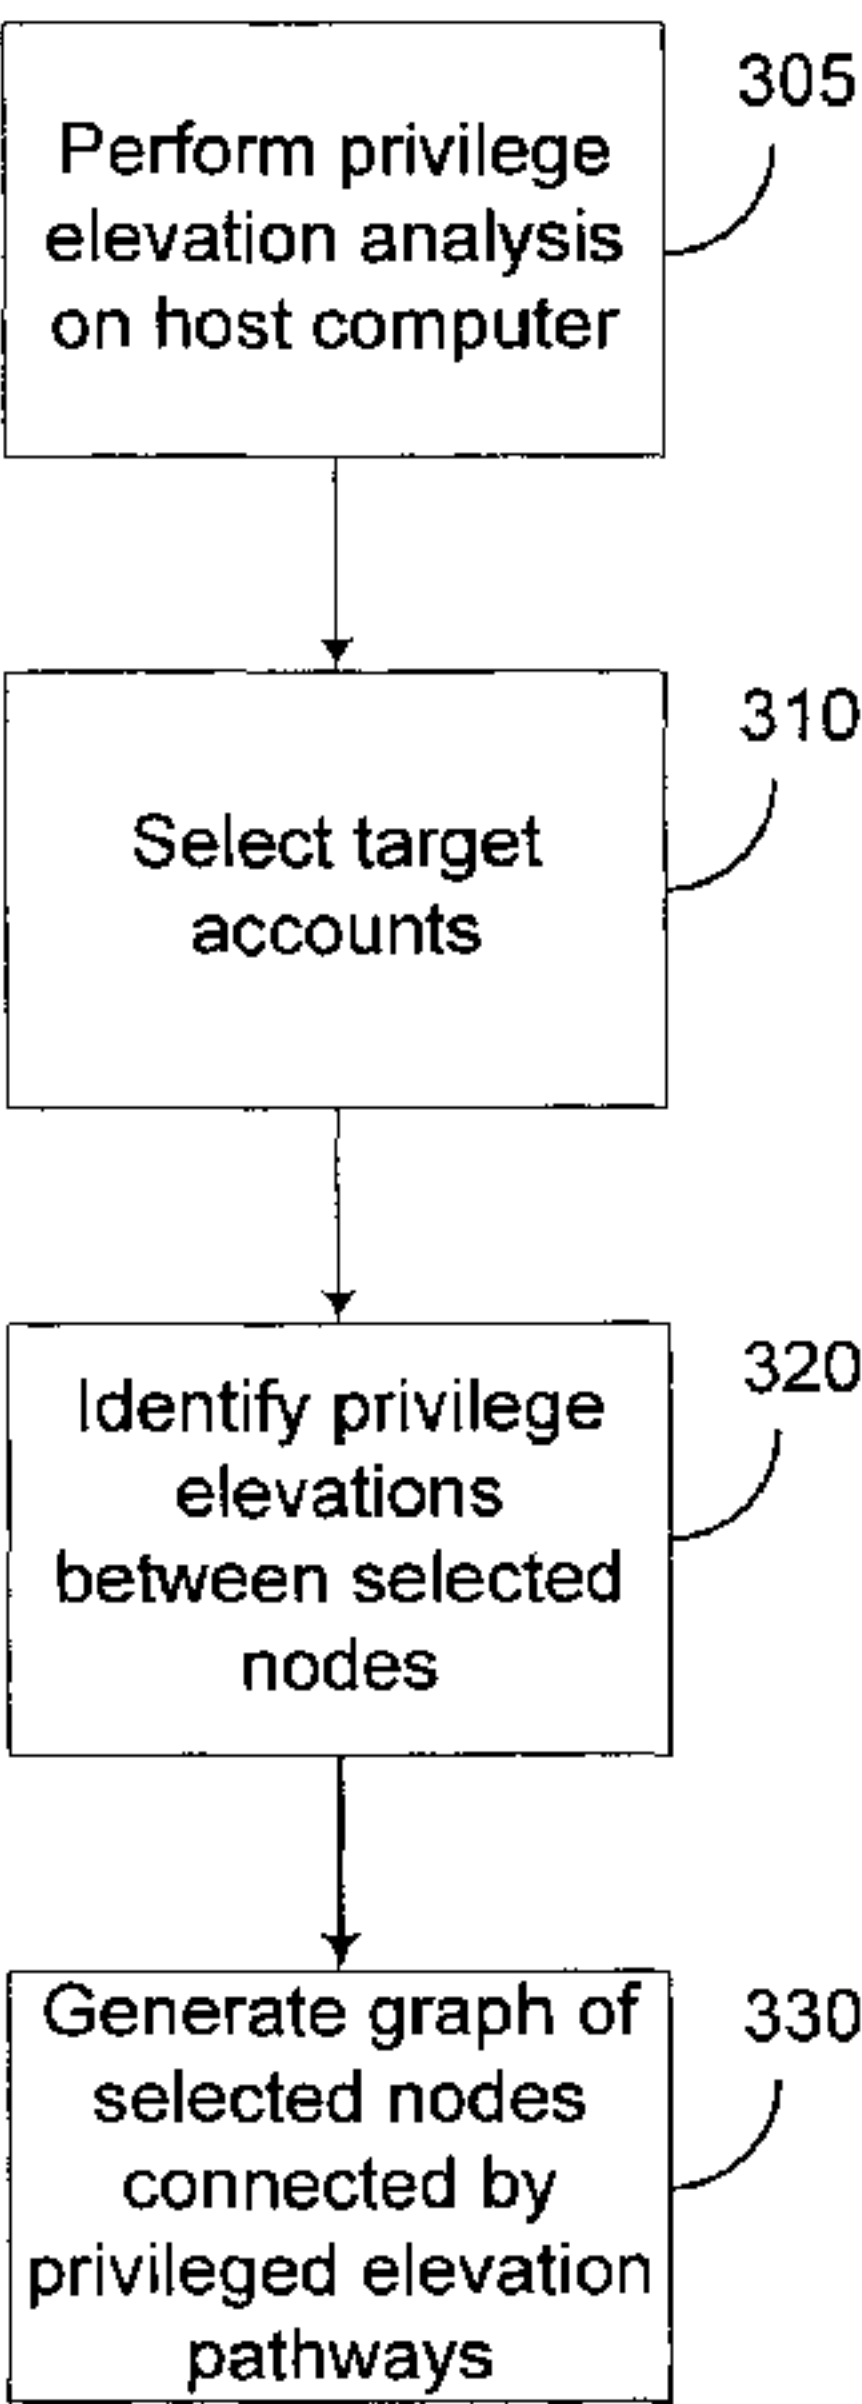 305
Perform privilege
elevation analysis
on host computer
310
Select target
accounts
320
Identify privilege
elevations
between selected
nodes
330
Generate graph of
selected nodes
connected by
privileged elevation
pathways